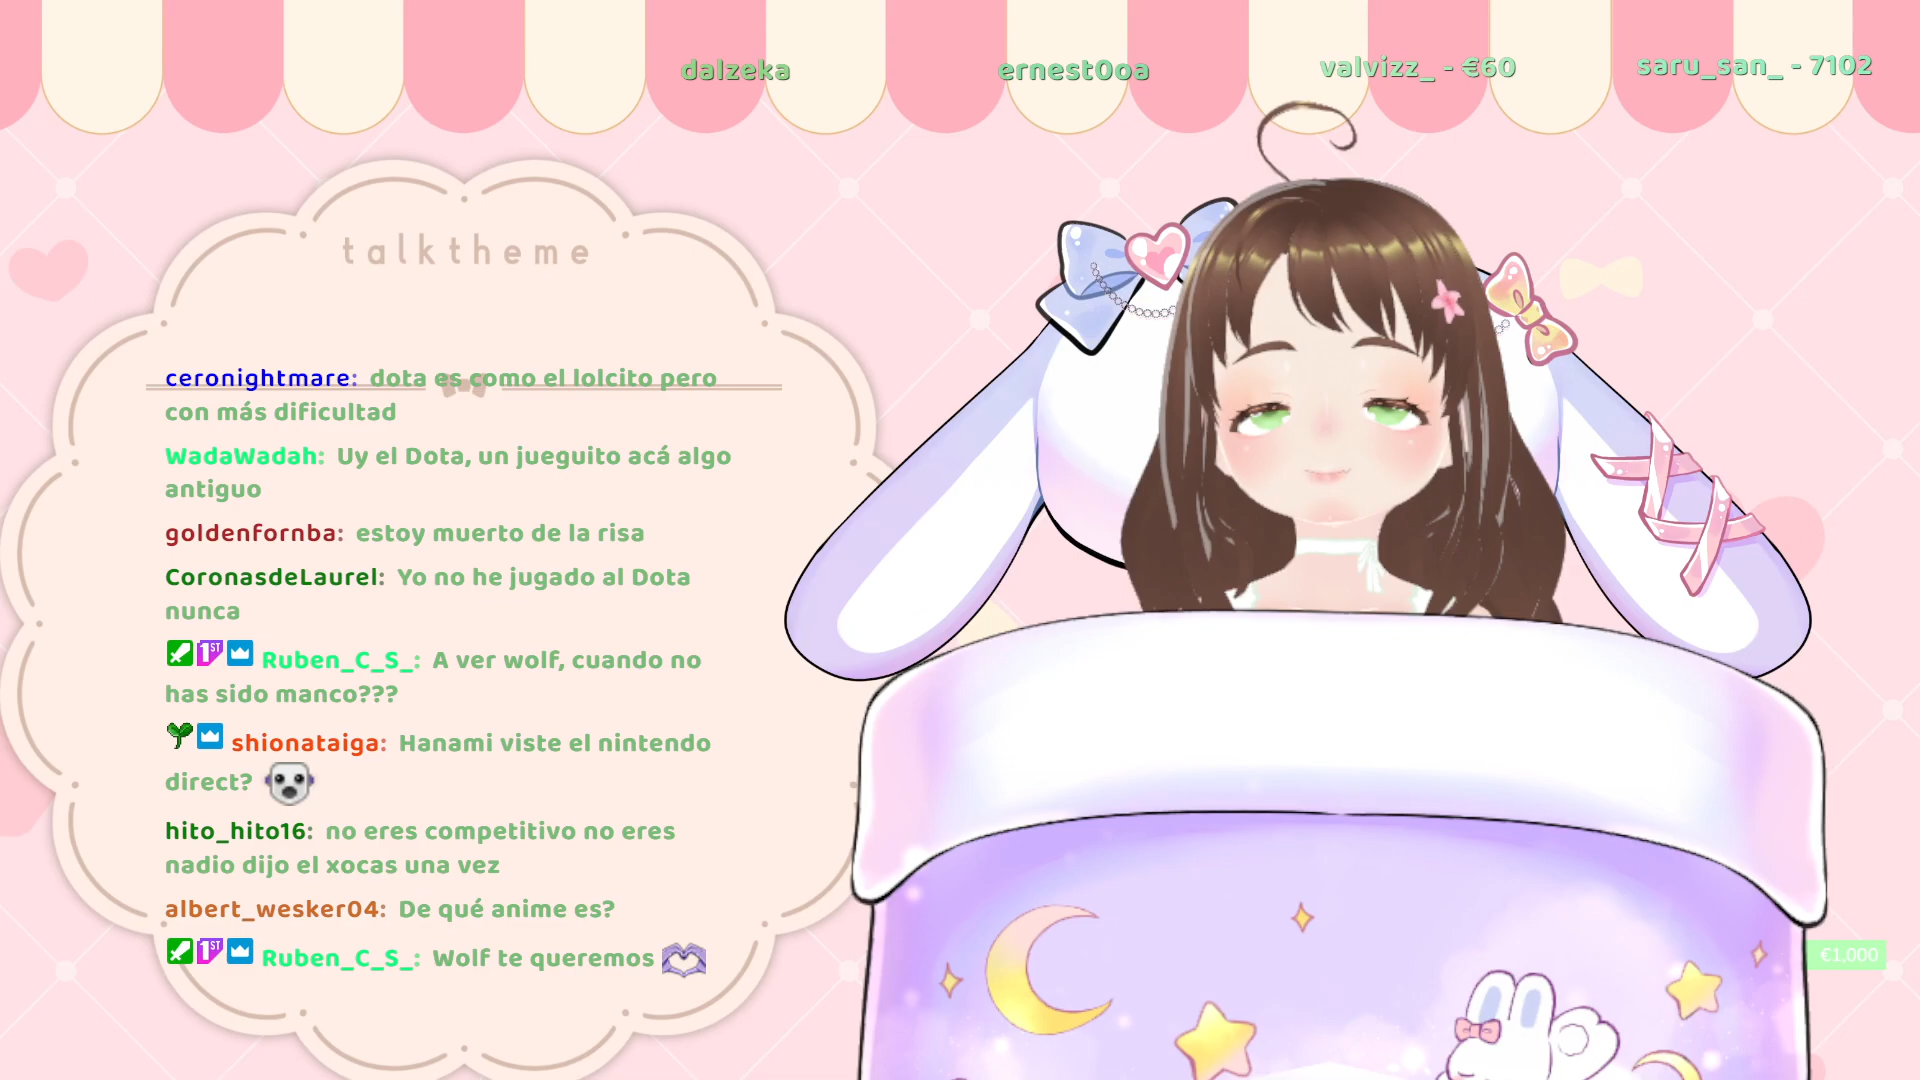 dalzeka
ernest0oa
valvizz_ - €60
saru_san_ - 7102
talktheme
ceronightmare: dota es como el lolcito pero
con más dificultad
WadaWadah: Uy el Dota, un jueguito acá algo
antiguo
goldenfornba: estoy muerto de la risa
CoronasdeLaurel: Yo no he jugado al Dota
nunca
1ST Ruben_C_S_: A ver wolf, cuando no
has sido manco???
shionataiga: Hanami viste el nintendo
direct?
hito_hito16: no eres competitivo no eres
nadio dijo el xocas una vez
albert_wesker04: De qué anime es?
1ST Ruben_C_S_: Wolf te queremos
€1,000